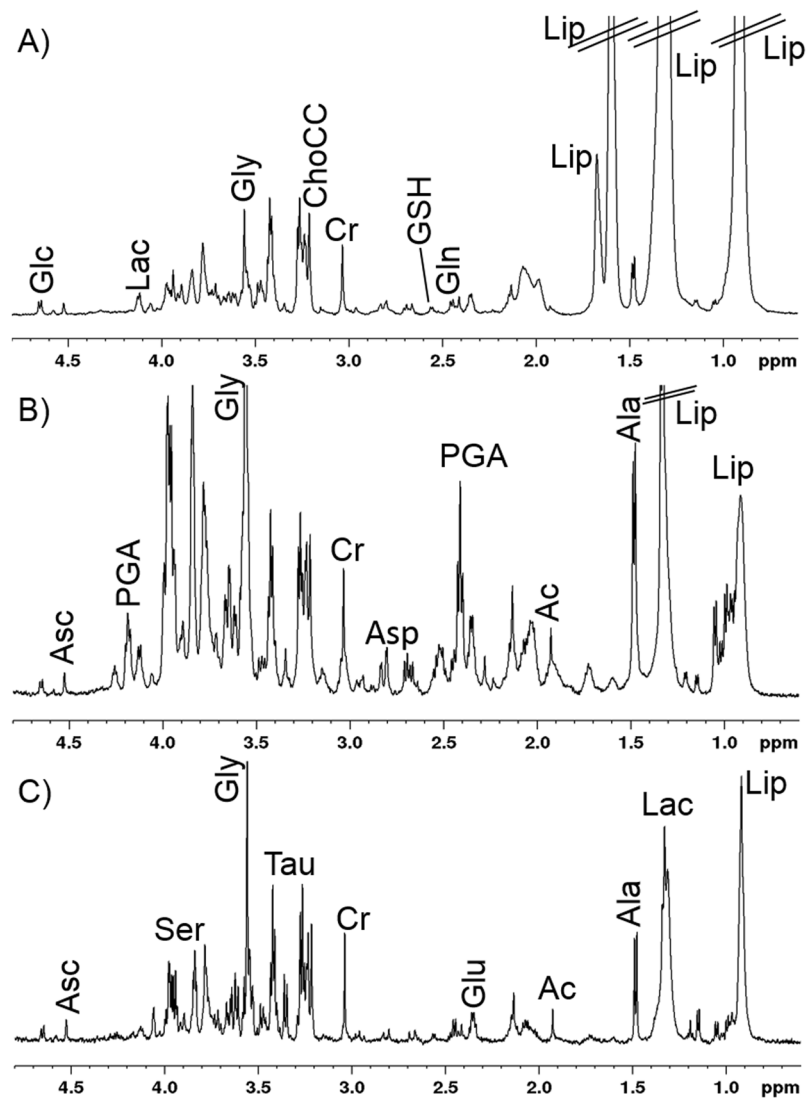 A)
Lip
Lip
Lip
Lip
Glc
Lac
Gly
ChoCC
Cr
GSH
Gln
4.5 4.0 3.5 3.0 2.5 2.0 1.5 1.0 ppm
B)
Asc
PGA
Gly
Cr
Asp
PGA
Ac
Ala
Lip
Lip
4.5 4.0 3.5 3.0 2.5 2.0 1.5 1.0 ppm
C)
Asc
Ser
Gly
Tau
Cr
Glu
Ac
Ala
Lac
Lip
4.5 4.0 3.5 3.0 2.5 2.0 1.5 1.0 ppm